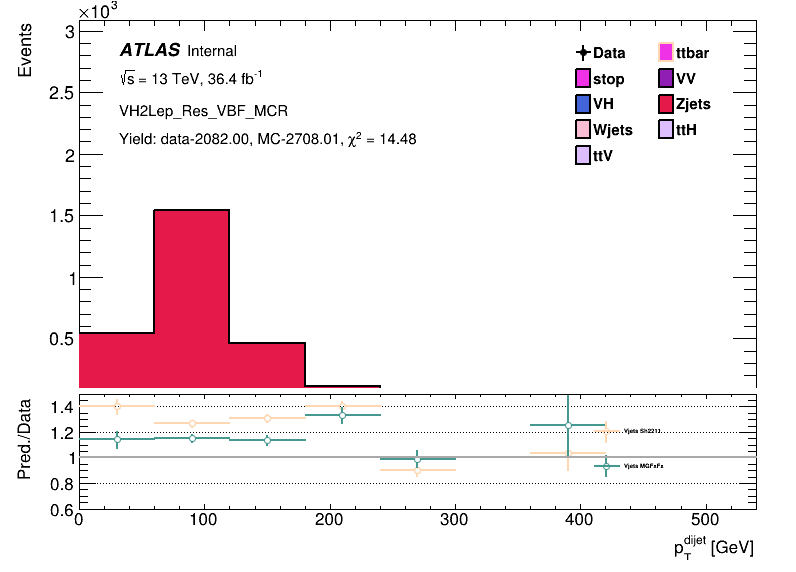 ×10³
Events
3
2.5
2
1.5
1
0.5
ATLAS Internal
√s = 13 TeV, 36.4 fb⁻¹
VH2Lep_Res_VBF_MCR
Yield: data-2082.00, MC-2708.01, χ² = 14.48
Data ttbar
stop VV
VH Zjets
Wjets ttH
ttV
Pred./Data
1.4
1.2
1
0.8
0.6
Vjets Sh2211
Vjets MGFxFx
0 100 200 300 400 500
p_T^dijet [GeV]